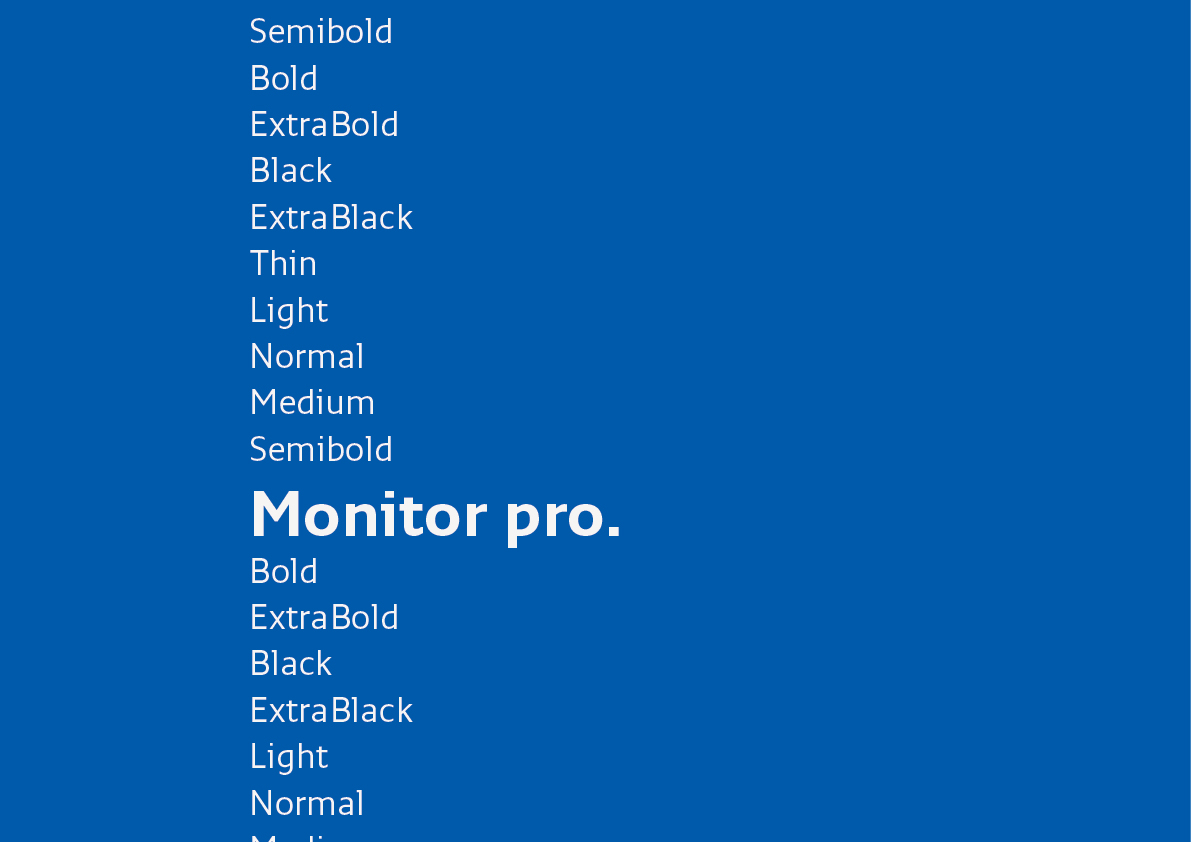 Semibold
Bold
ExtraBold
Black
ExtraBlack
Thin
Light
Normal
Medium
Semibold
Monitor pro.
Bold
ExtraBold
Black
ExtraBlack
Light
Normal